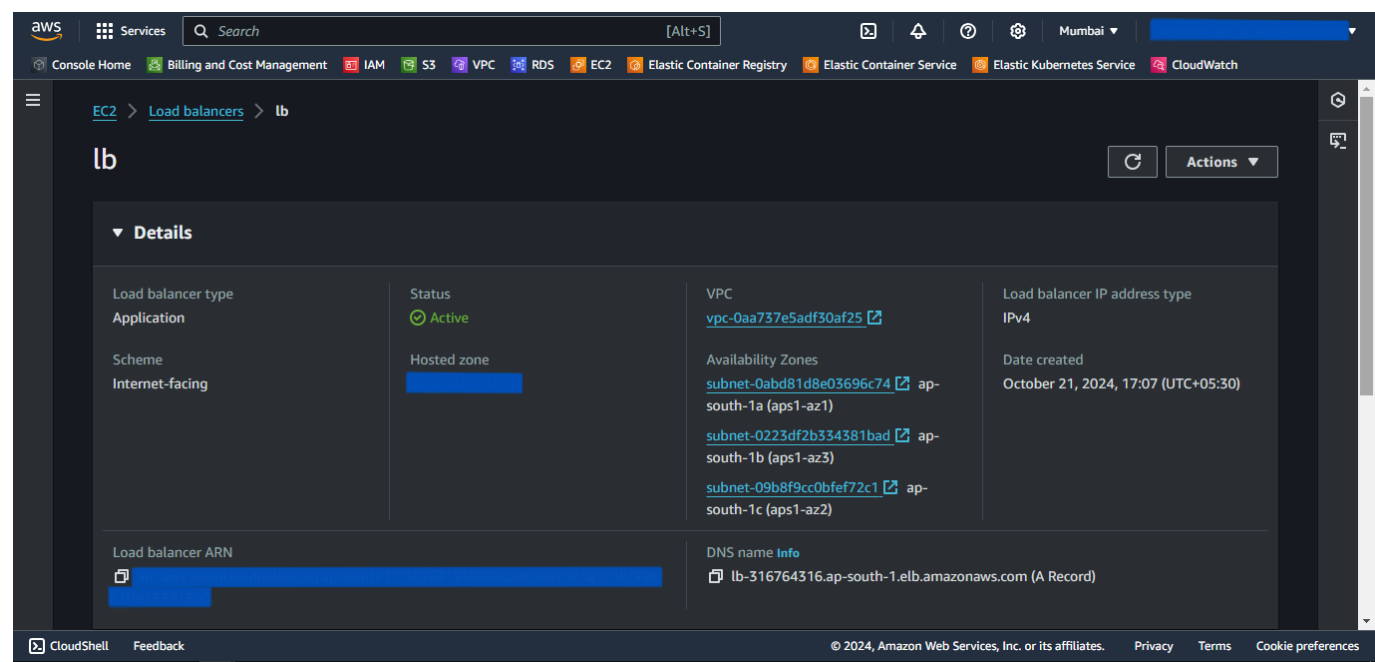 aws Services Search [Alt+S] Mumbai
Console Home Billing and Cost Management IAM S3 VPC RDS EC2 Elastic Container Registry Elastic Container Service Elastic Kubernetes Service CloudWatch
EC2 > Load balancers > lb
lb
Actions
Details
Load balancer type
Application
Status
Active
VPC
vpc-0aa737e5adf30af25
Load balancer IP address type
IPv4
Scheme
Internet-facing
Hosted zone
Availability Zones
subnet-0abd81d8e03696c74 ap-
south-1a (aps1-az1)
subnet-0223df2b334381bad ap-
south-1b (aps1-az3)
subnet-09b8f9cc0bfef72c1 ap-
south-1c (aps1-az2)
Date created
October 21, 2024, 17:07 (UTC+05:30)
Load balancer ARN
DNS name Info
lb-316764316.ap-south-1.elb.amazonaws.com (A Record)
CloudShell Feedback © 2024, Amazon Web Services, Inc. or its affiliates. Privacy Terms Cookie preferences